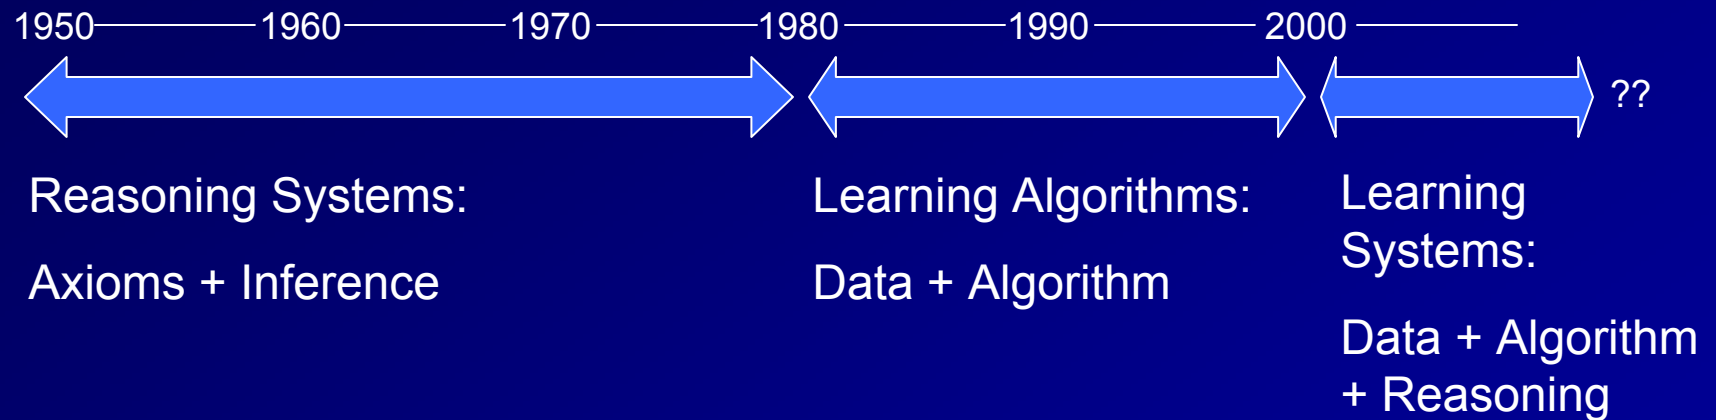 1950 1960 1970 1980 1990 2000
??
Reasoning Systems:
Axioms + Inference
Learning Algorithms:
Data + Algorithm
Learning
Systems:
Data + Algorithm
+ Reasoning